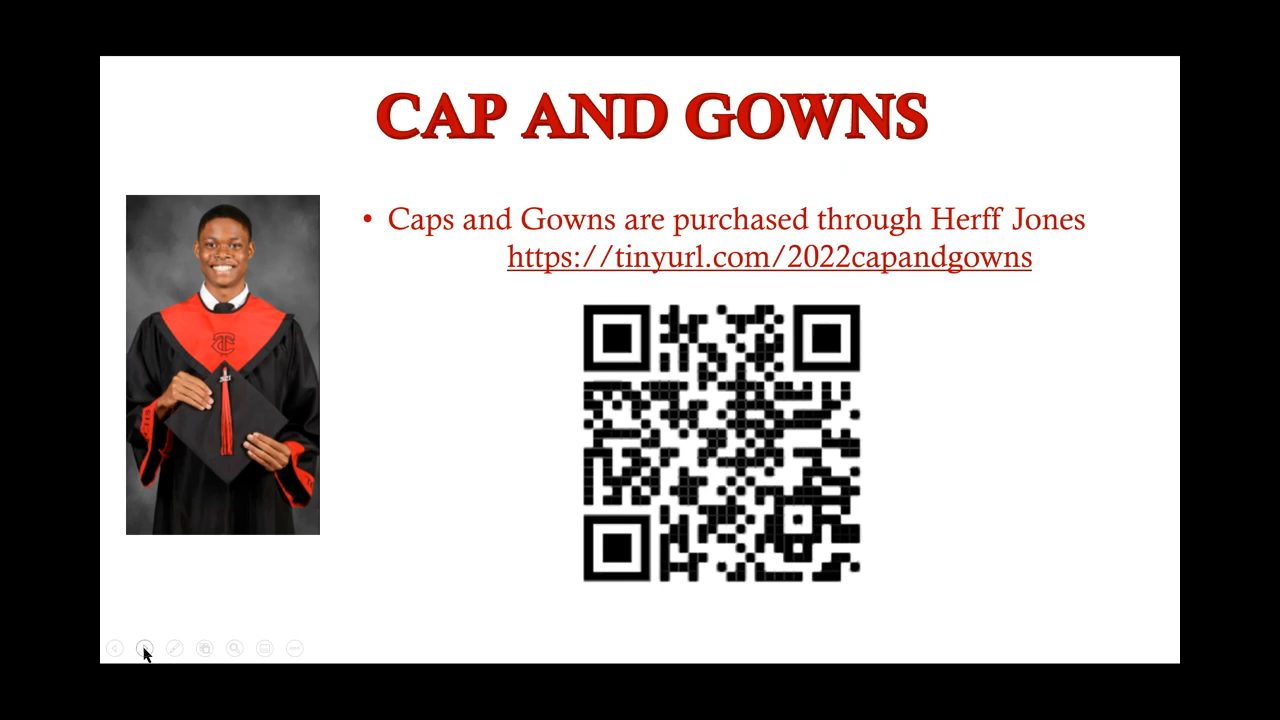 CAP AND GOWNS
• Caps and Gowns are purchased through Herff Jones
https://tinyurl.com/2022capandgowns